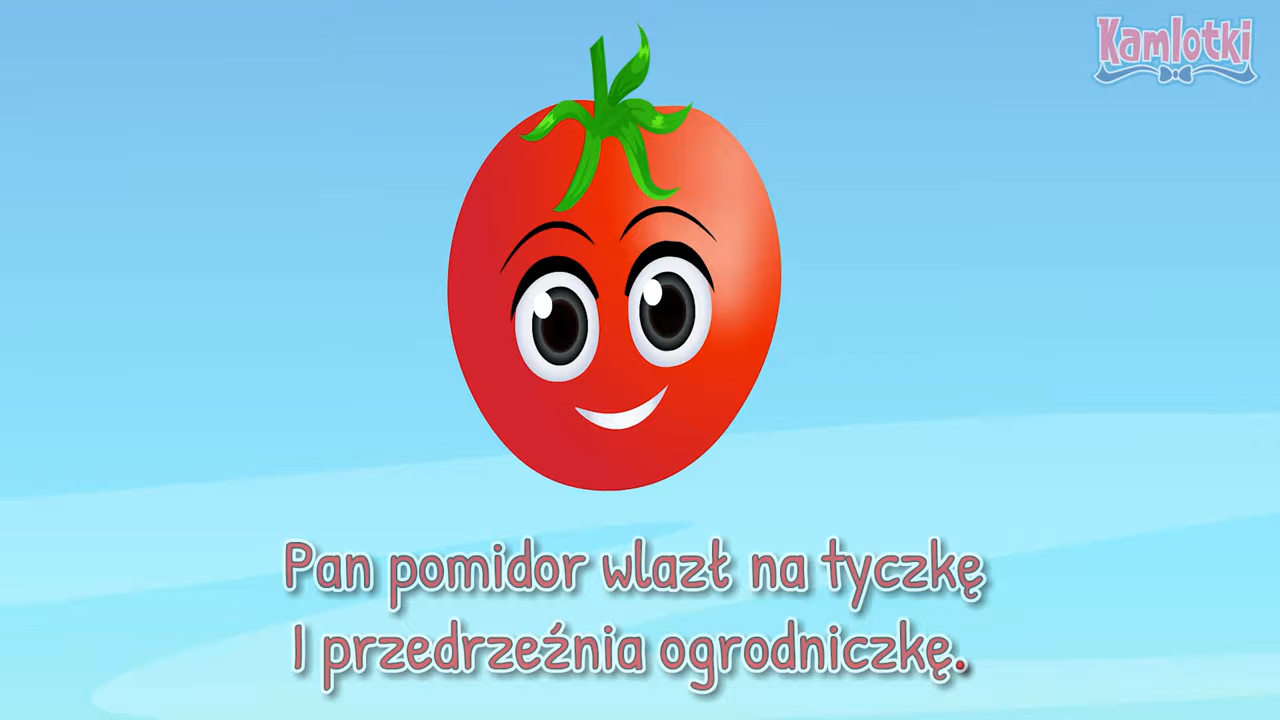 Kamlotki
Pan pomidor wlazł na tyczkę
I przedrzeźnia ogrodniczkę.